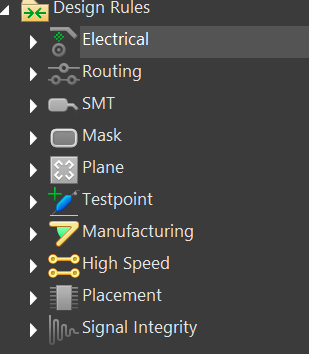 Design Rules
Electrical
Routing
SMT
Mask
Plane
Testpoint
Manufacturing
High Speed
Placement
Signal Integrity